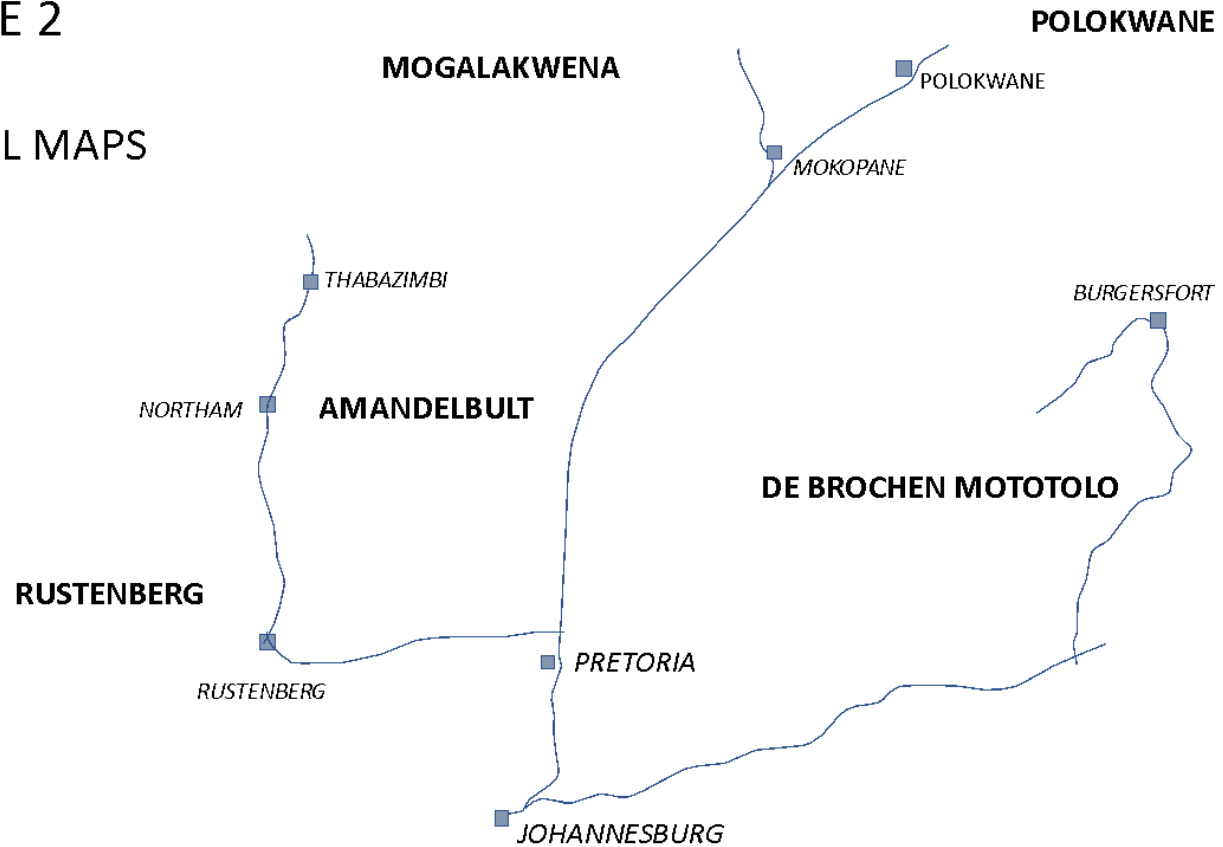 E 2
POLOKWANE
MOGALAKWENA
POLOKWANE
L MAPS
MOKOPANE
THABAZIMBI
BURGERSFORT
NORTHAM
AMANDELBULT
DE BROCHEN MOTOTOLO
RUSTENBERG
PRETORIA
RUSTENBERG
JOHANNESBURG